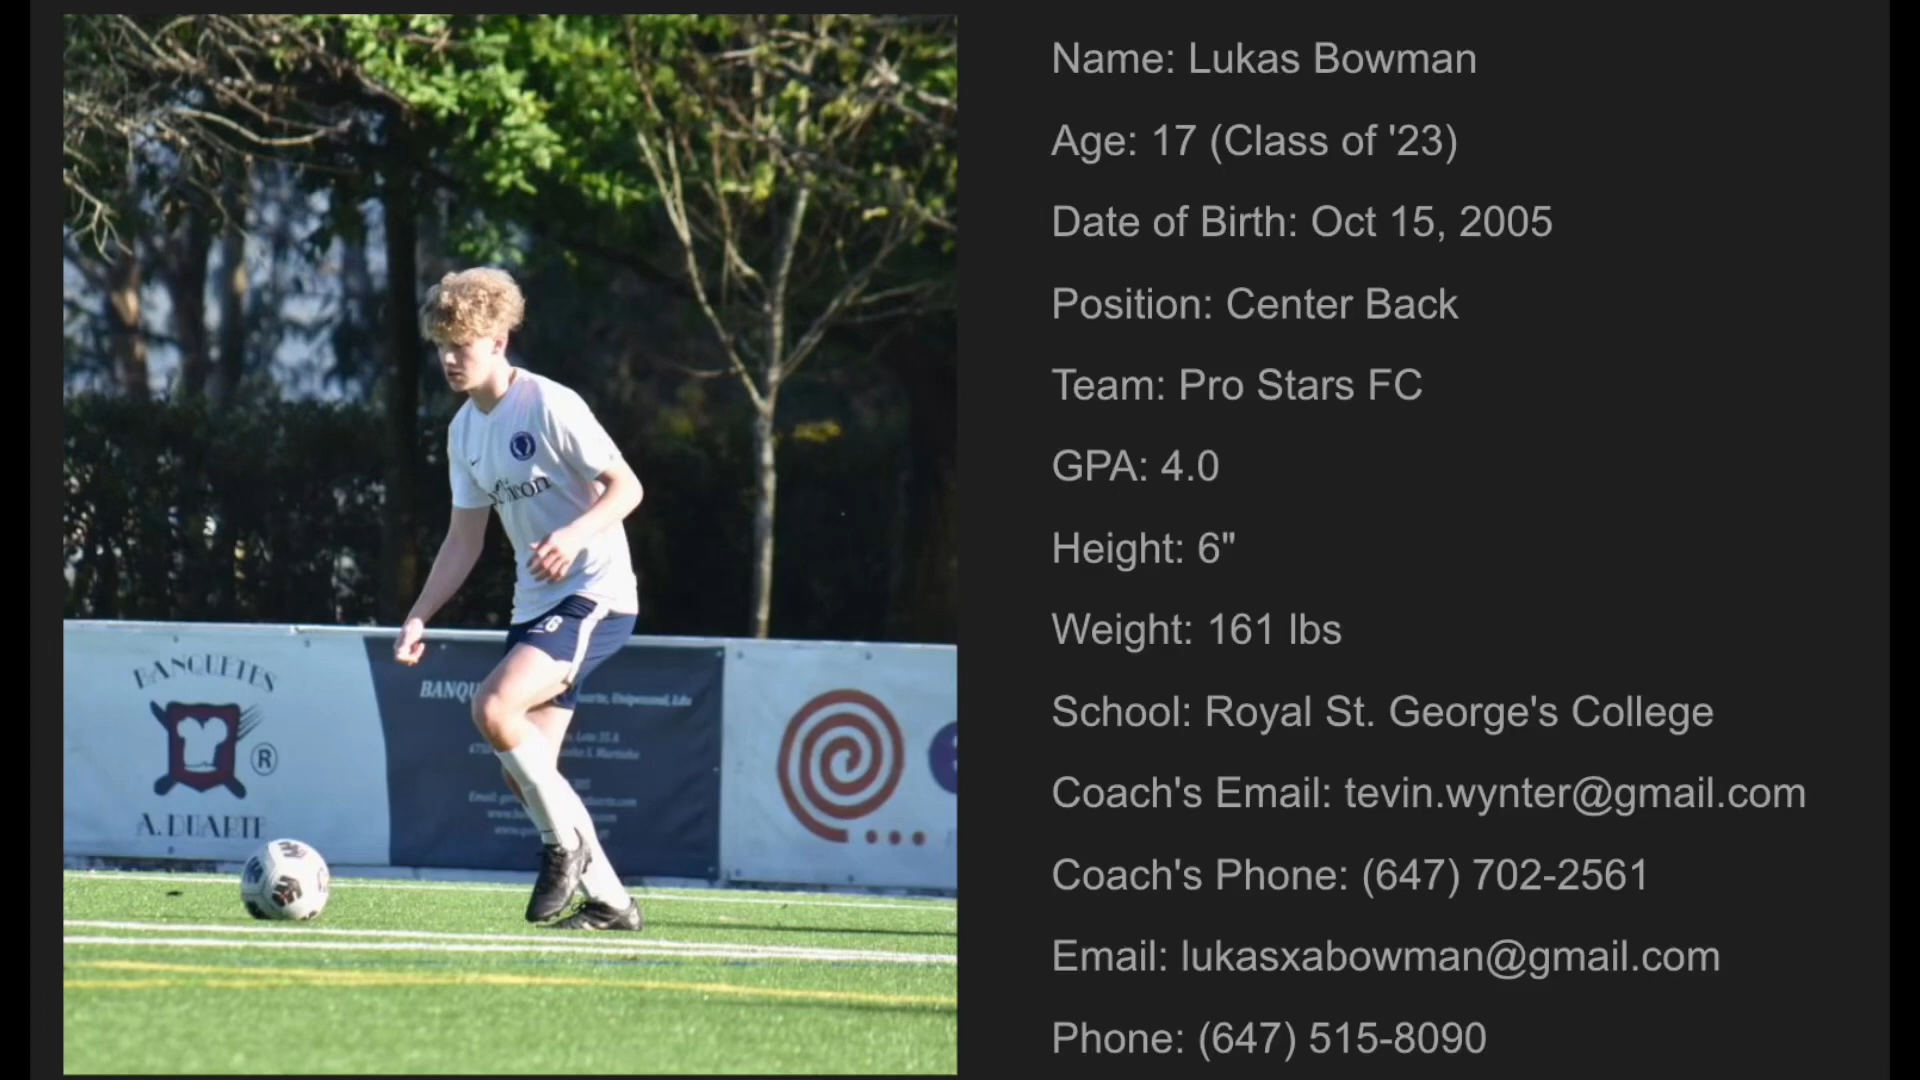 Name: Lukas Bowman
Age: 17 (Class of '23)
Date of Birth: Oct 15, 2005
Position: Center Back
Team: Pro Stars FC
GPA: 4.0
Height: 6"
Weight: 161 lbs
School: Royal St. George's College
Coach's Email: tevin.wynter@gmail.com
Coach's Phone: (647) 702-2561
Email: lukasxabowman@gmail.com
Phone: (647) 515-8090
BANQUETES
®
A. DUARTE